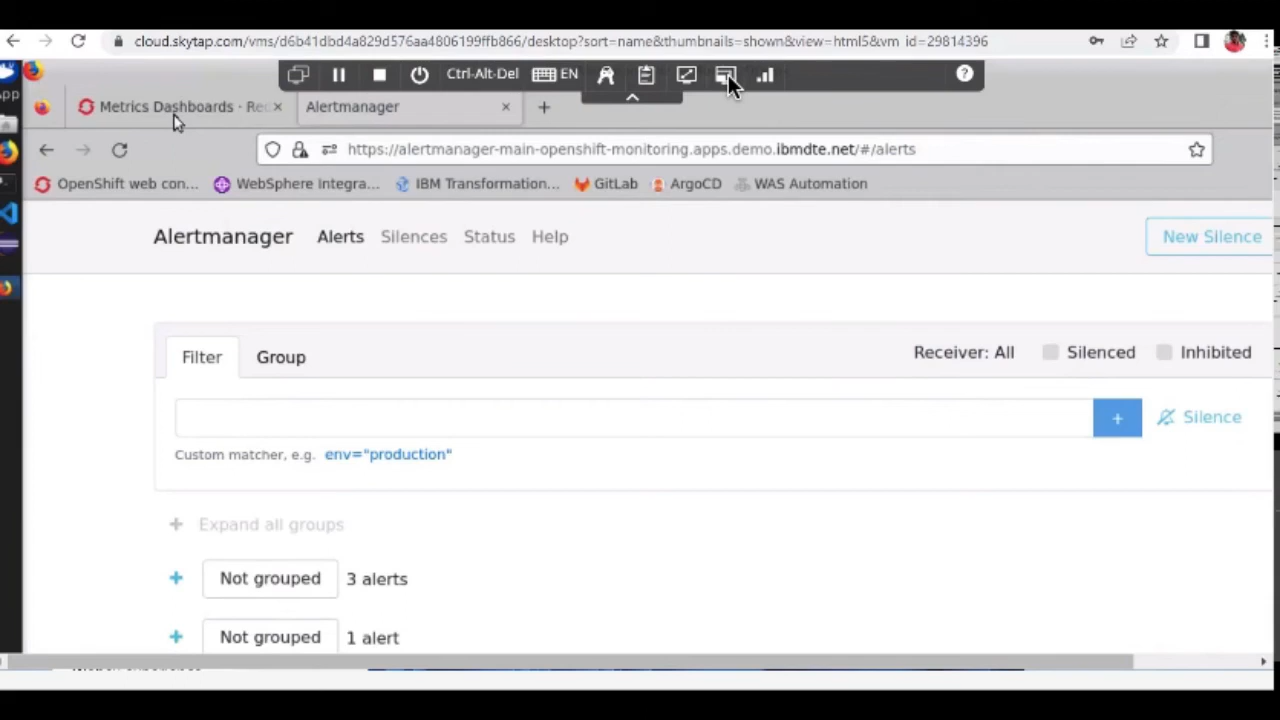 cloud.skytap.com/vms/d6b41dbd4a829d576aa4806199ffb866/desktop?sort=name&thumbnails=shown&view=html5&vm_id=29814396
Ctrl-Alt-Del EN
App
Metrics Dashboards · Red
Alertmanager
https://alertmanager-main-openshift-monitoring.apps.demo.ibmdte.net/#/alerts
OpenShift web con... WebSphere Integra... IBM Transformation... GitLab ArgoCD WAS Automation
Alertmanager Alerts Silences Status Help New Silence
Filter Group Receiver: All Silenced Inhibited
+ Silence
Custom matcher, e.g. env="production"
+ Expand all groups
+ Not grouped 3 alerts
+ Not grouped 1 alert